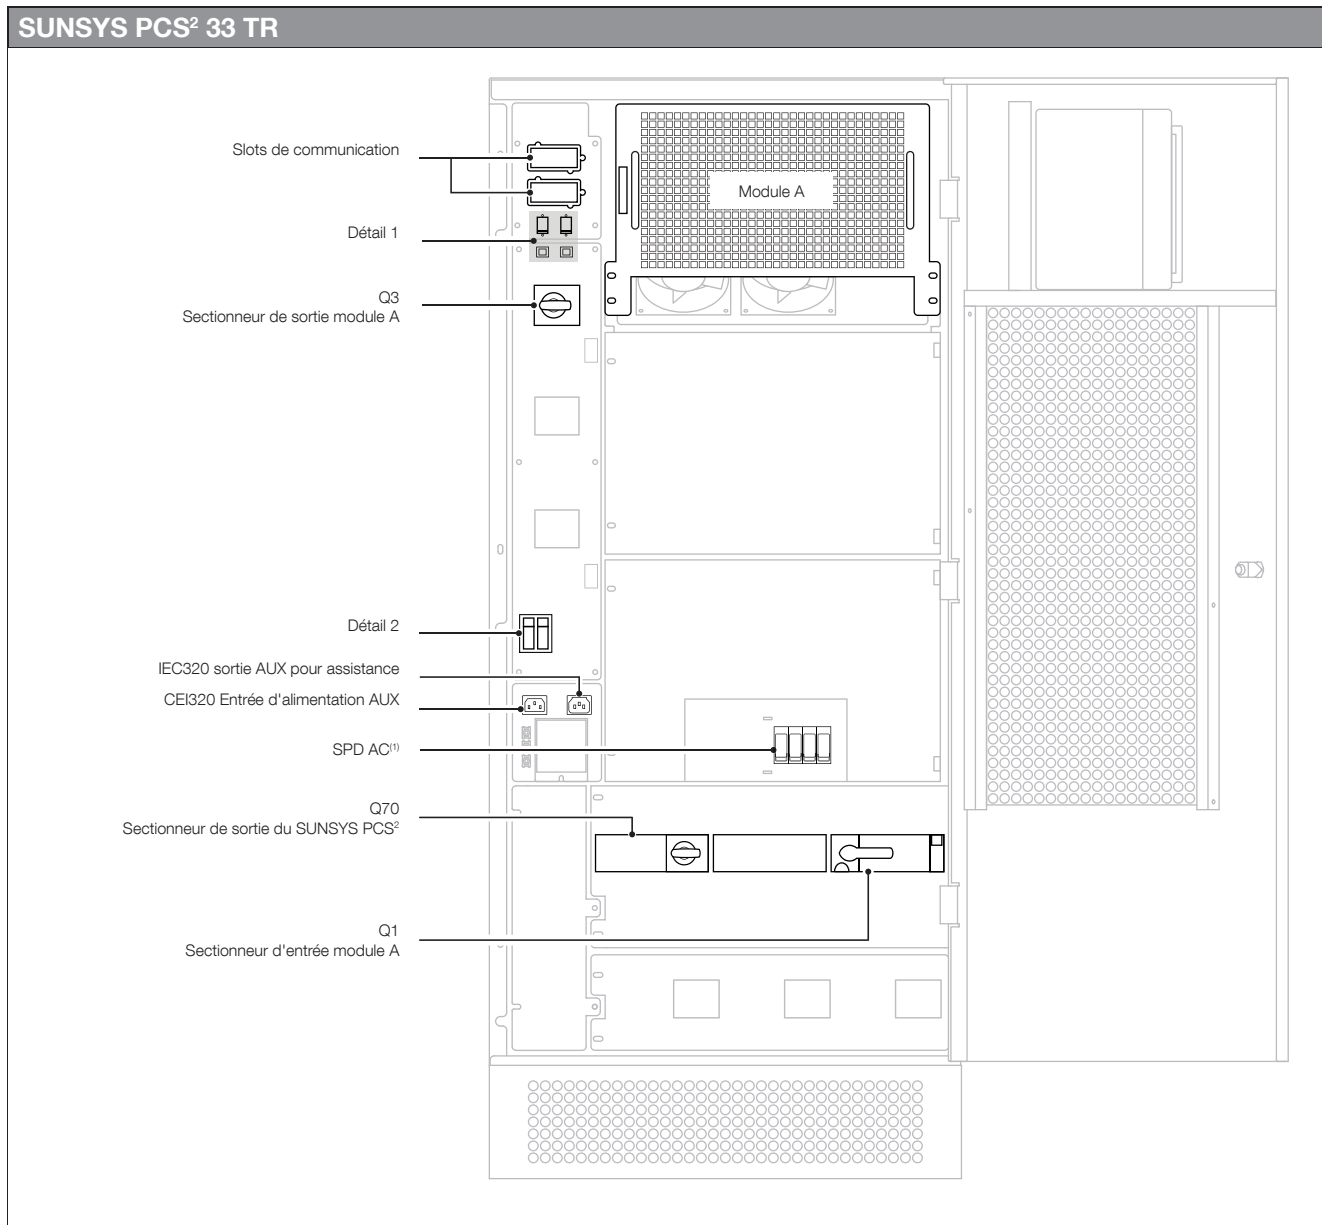 SUNSYS PCS² 33 TR
Slots de communication
Module A
Détail 1
Q3
Sectionneur de sortie module A
Détail 2
IEC320 sortie AUX pour assistance
CEI320 Entrée d'alimentation AUX
SPD AC⁽¹⁾
Q70
Sectionneur de sortie du SUNSYS PCS²
Q1
Sectionneur d'entrée module A